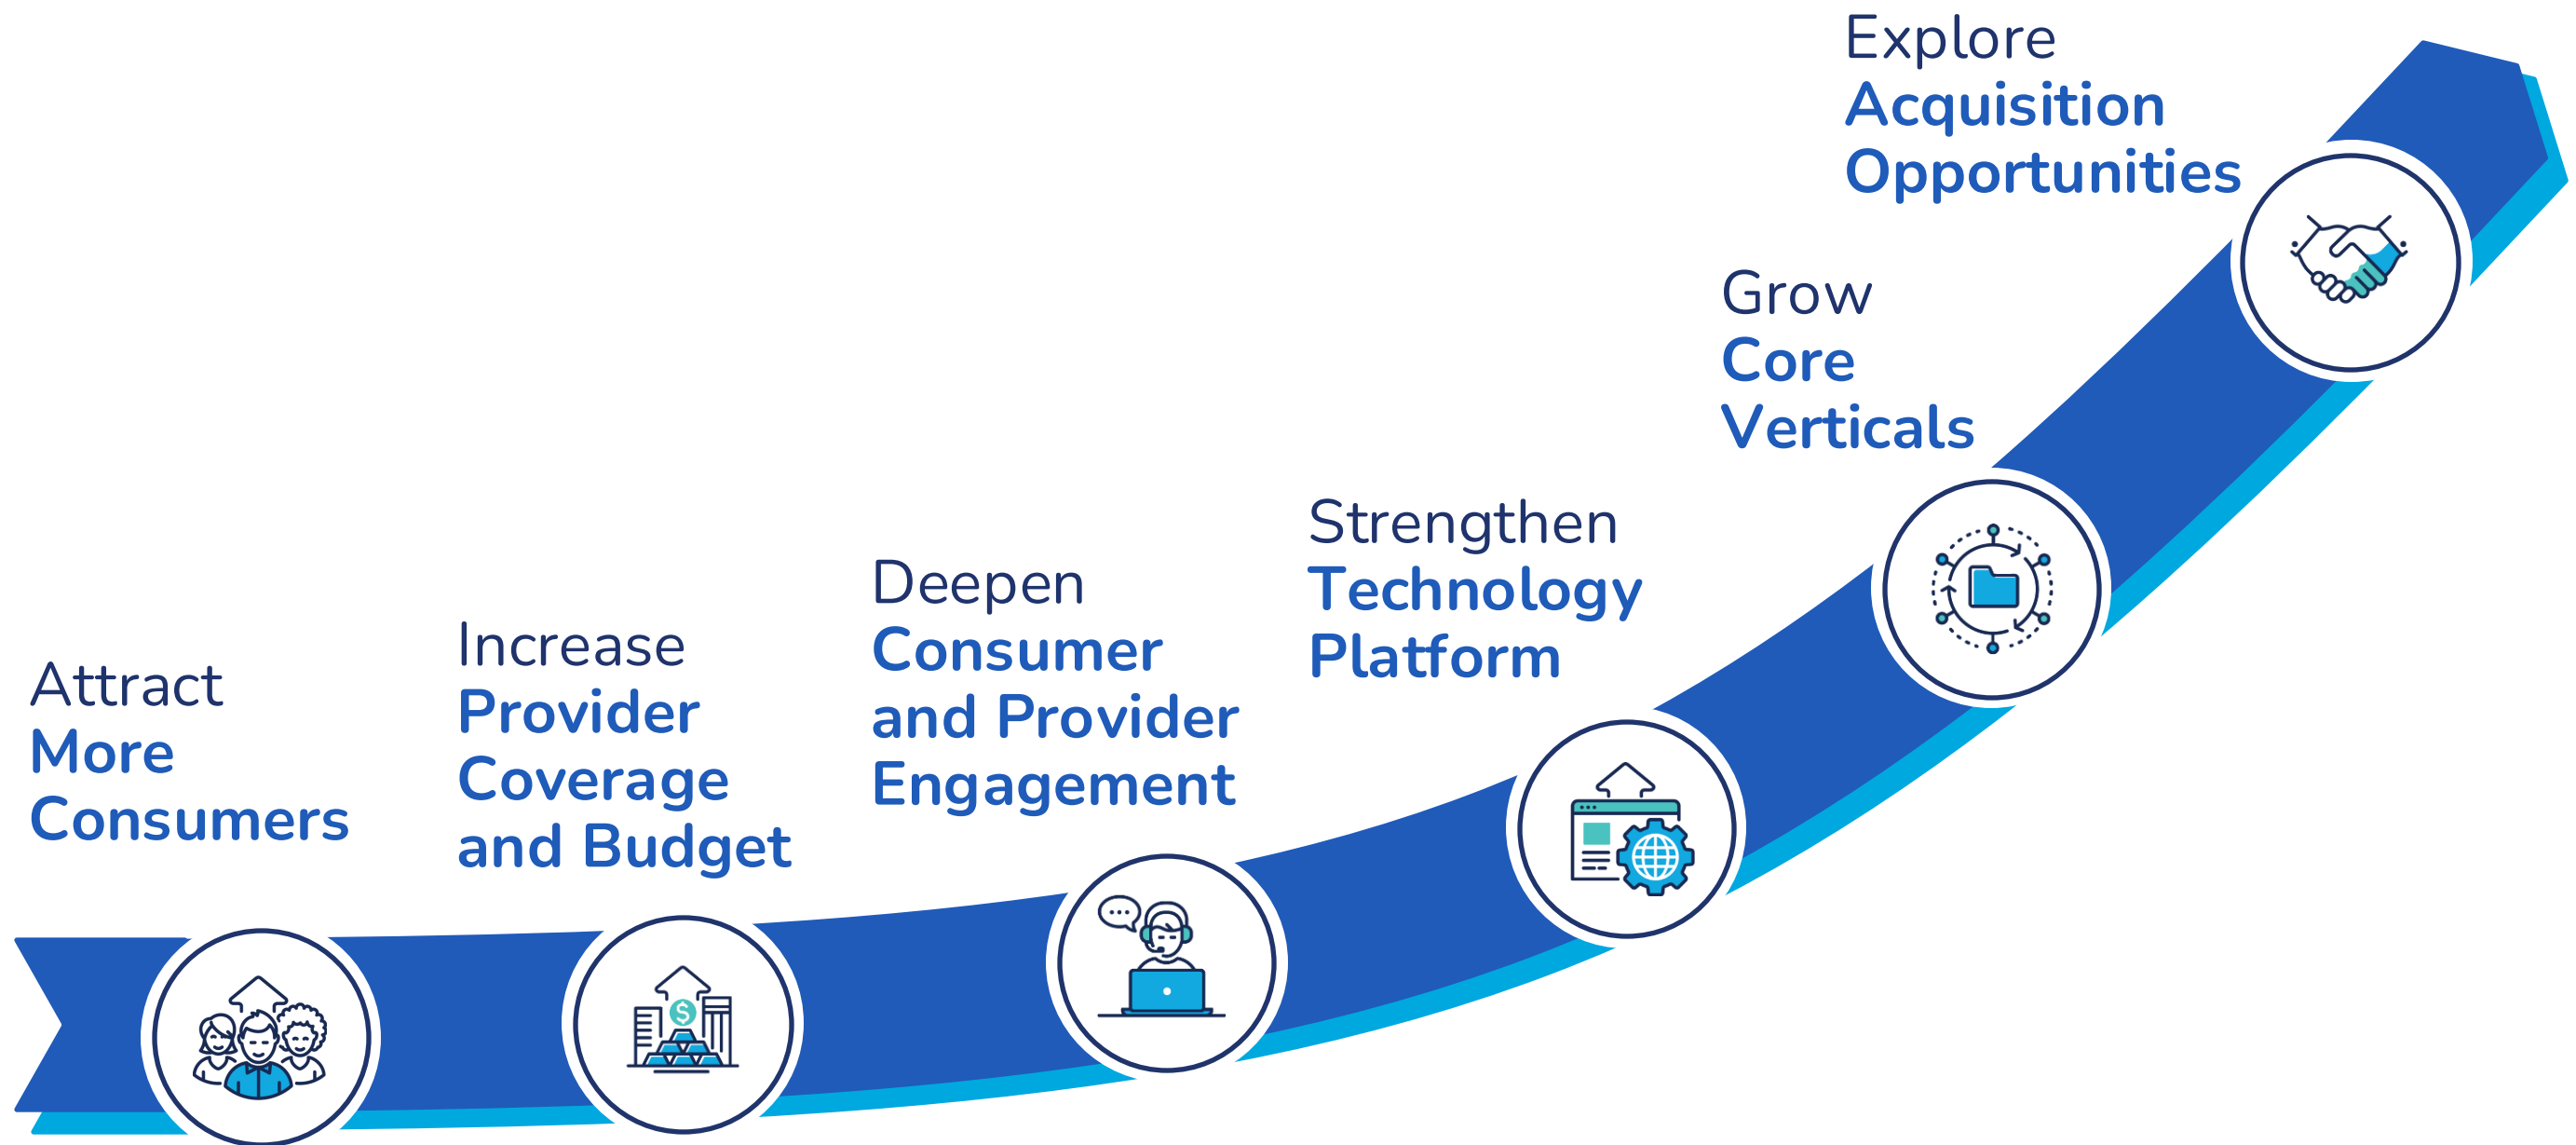 Attract
More
Consumers
Increase
Provider
Coverage
and Budget
Deepen
Consumer
and Provider
Engagement
Strengthen
Technology
Platform
Grow
Core
Verticals
Explore
Acquisition
Opportunities
$